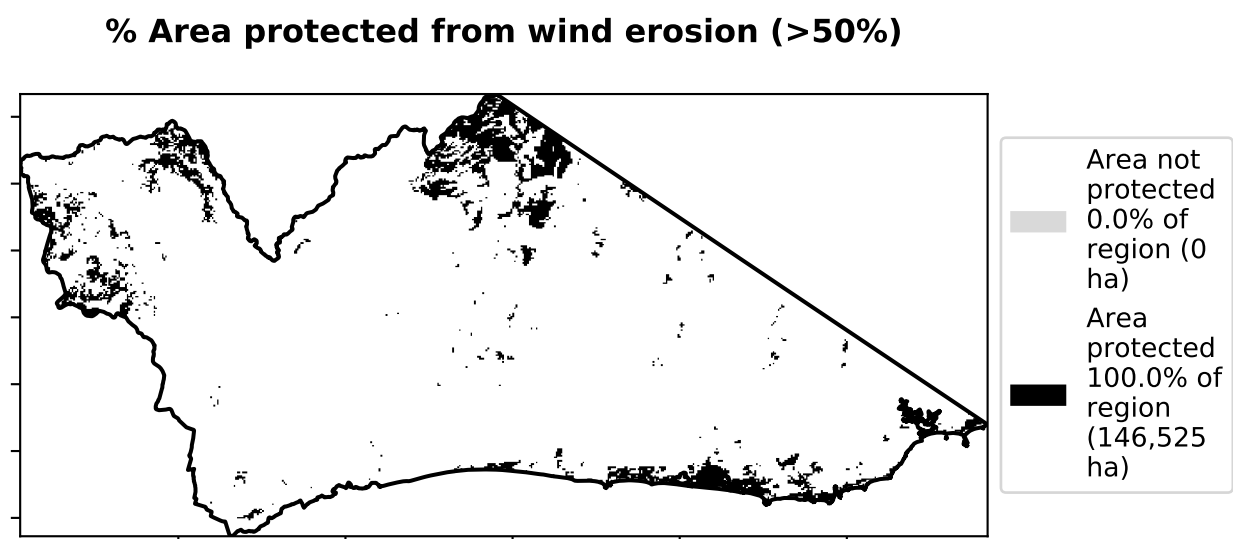 % Area protected from wind erosion (>50%)
Area not
protected
0.0% of
region (0
ha)
Area
protected
100.0% of
region
(146,525
ha)